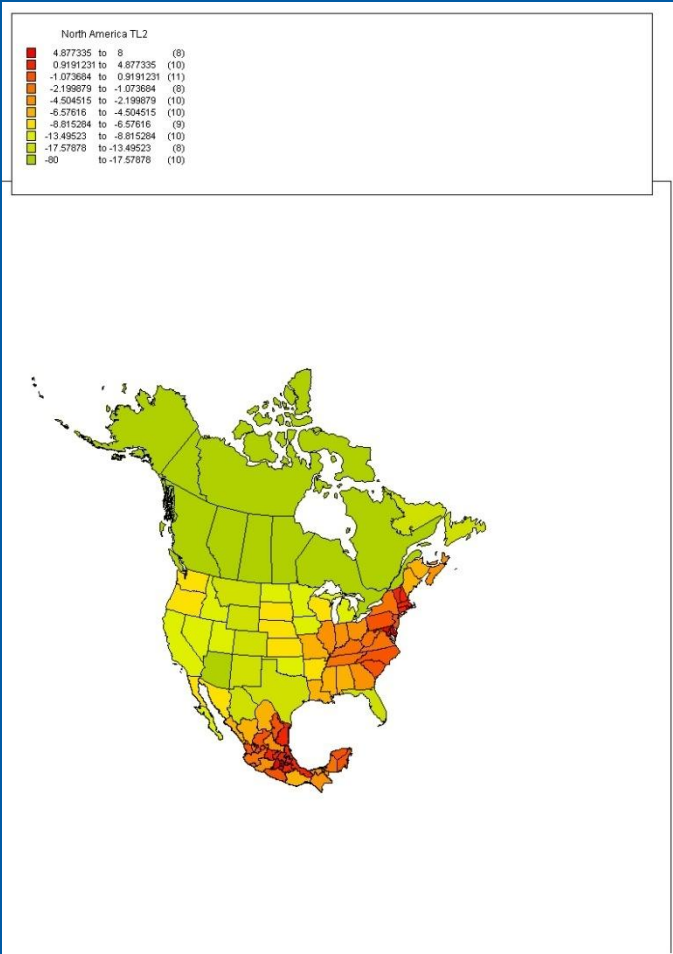 North America TL2
4.877335 to 8 (8)
0.9191231 to 4.877335 (10)
-1.073684 to 0.9191231 (11)
-2.199879 to -1.073684 (8)
-4.504515 to -2.199879 (10)
-6.57616 to -4.504515 (10)
-8.815284 to -6.57616 (9)
-13.49523 to -8.815284 (10)
-17.57878 to -13.49523 (8)
-80 to -17.57878 (10)